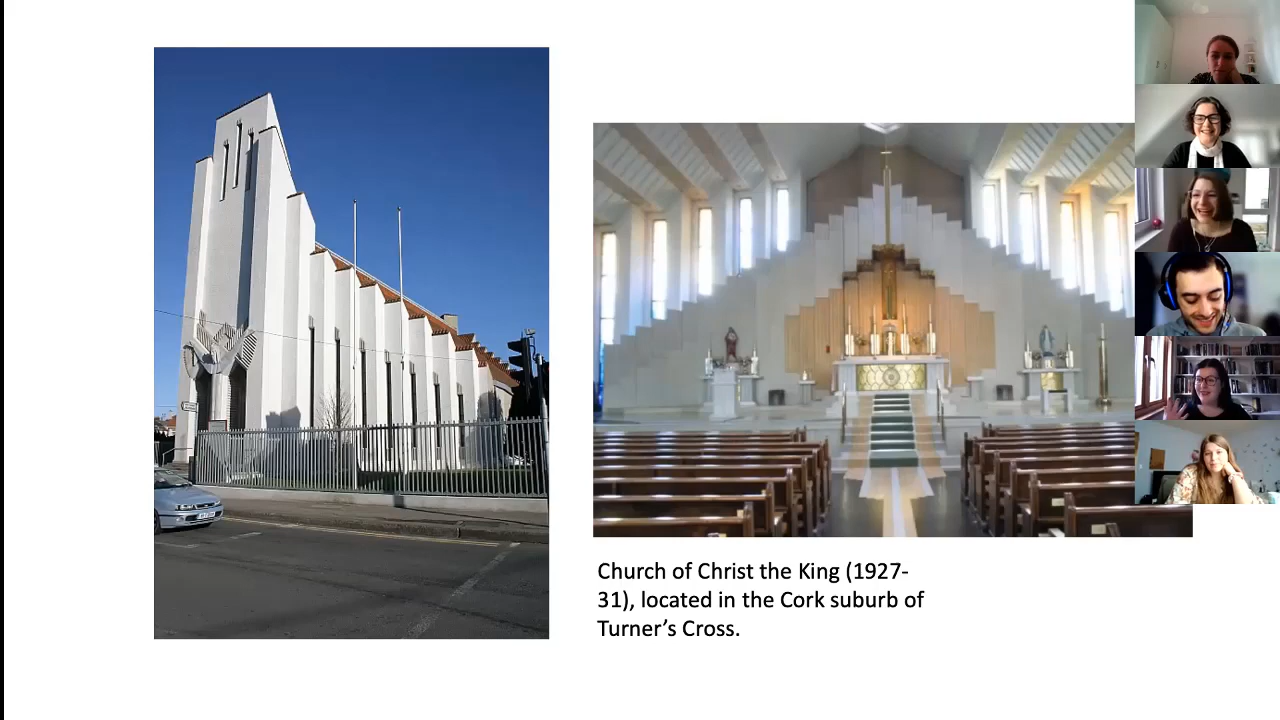 Church of Christ the King (1927-
31), located in the Cork suburb of
Turner’s Cross.